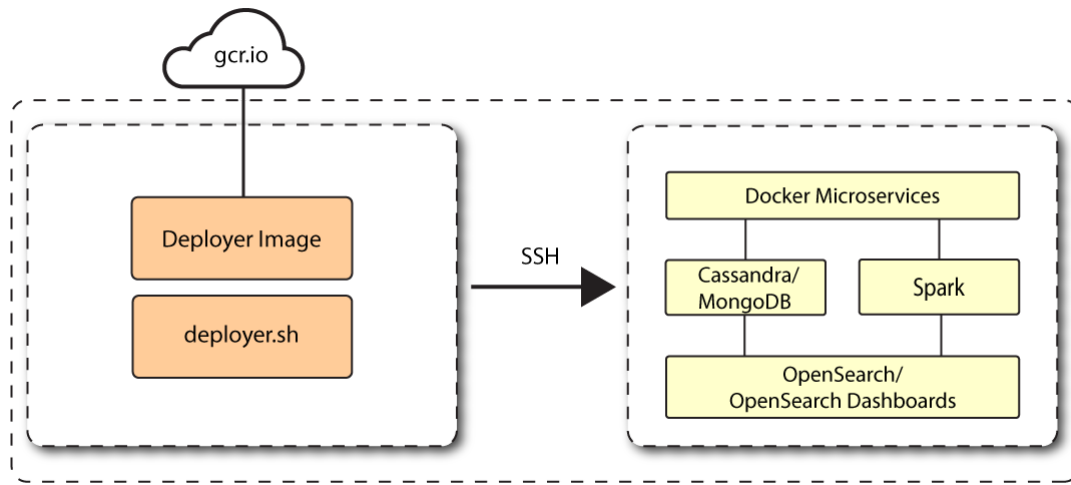 gcr.io
Deployer Image
deployer.sh
SSH
Docker Microservices
Cassandra/
MongoDB
Spark
OpenSearch/
OpenSearch Dashboards